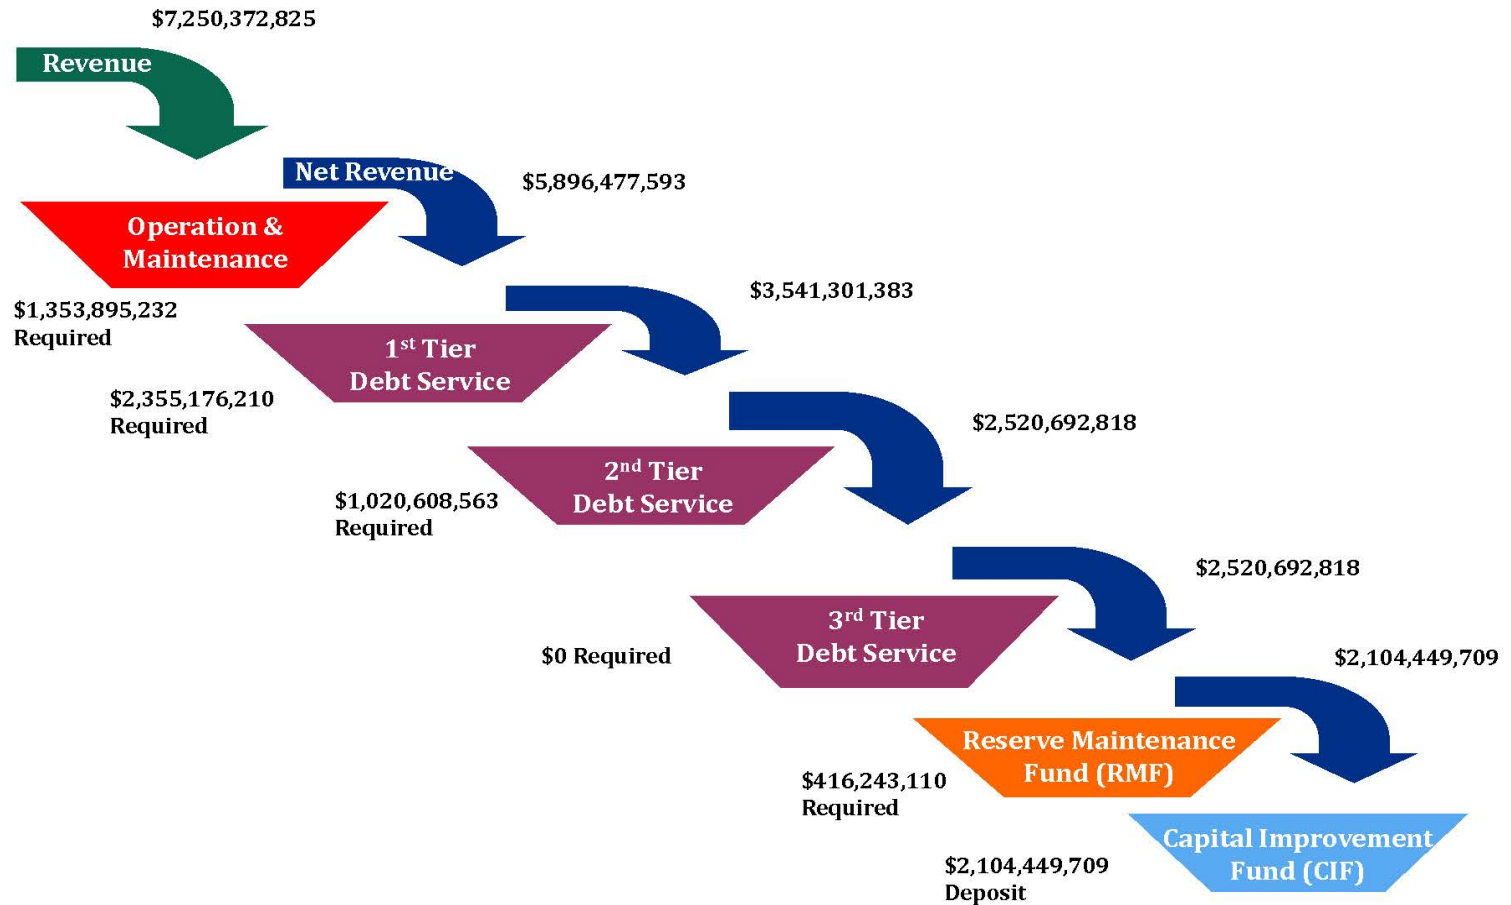 $7,250,372,825
Revenue
Net Revenue
$5,896,477,593
Operation &
Maintenance
$1,353,895,232
Required
$3,541,301,383
1st Tier
Debt Service
$2,355,176,210
Required
$2,520,692,818
2nd Tier
Debt Service
$1,020,608,563
Required
$2,520,692,818
3rd Tier
Debt Service
$0 Required
$2,104,449,709
Reserve Maintenance
Fund (RMF)
$416,243,110
Required
Capital Improvement
Fund (CIF)
$2,104,449,709
Deposit